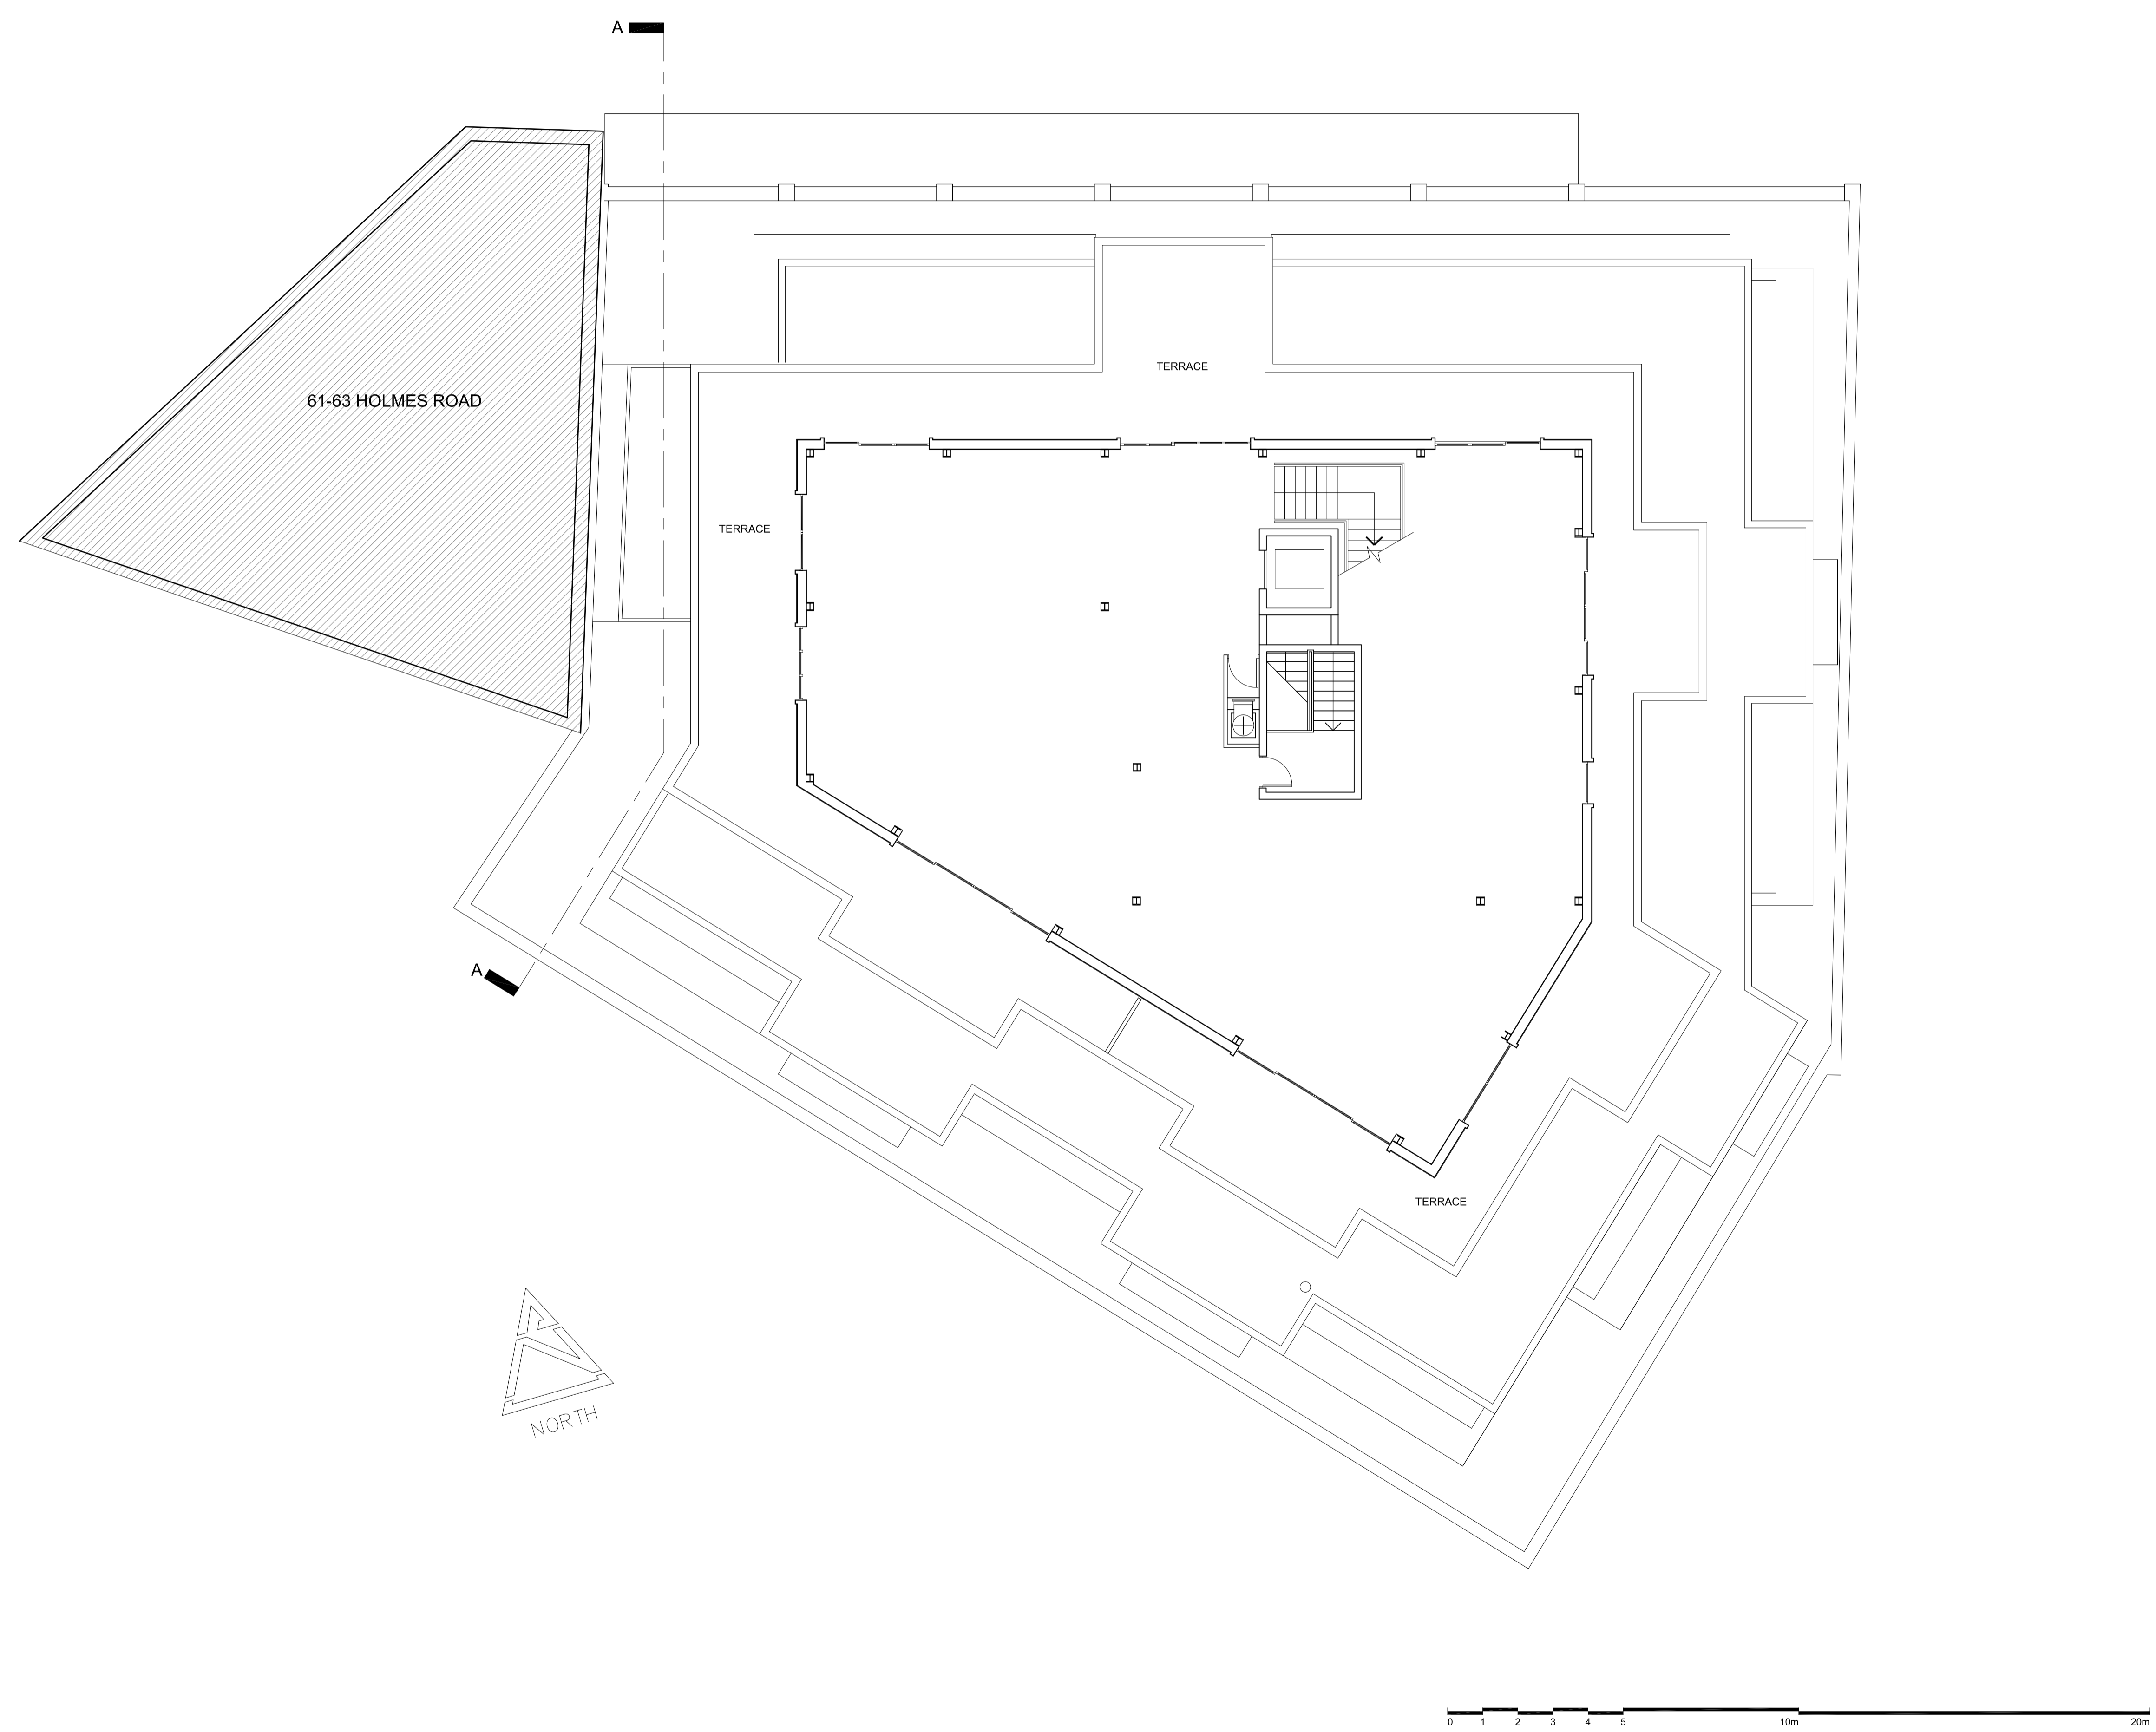 A
61-63 HOLMES ROAD
TERRACE
TERRACE
A
TERRACE
NORTH
0 1 2 3 4 5 10m 20m